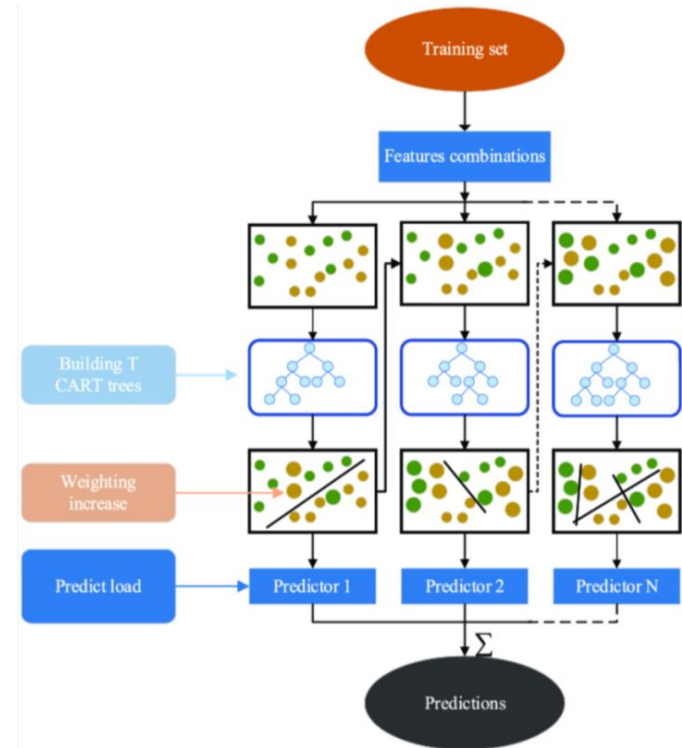 Training set
Features combinations
Building T
CART trees
Weighting
increase
Predict load
Predictor 1
Predictor 2
Predictor N
Σ
Predictions